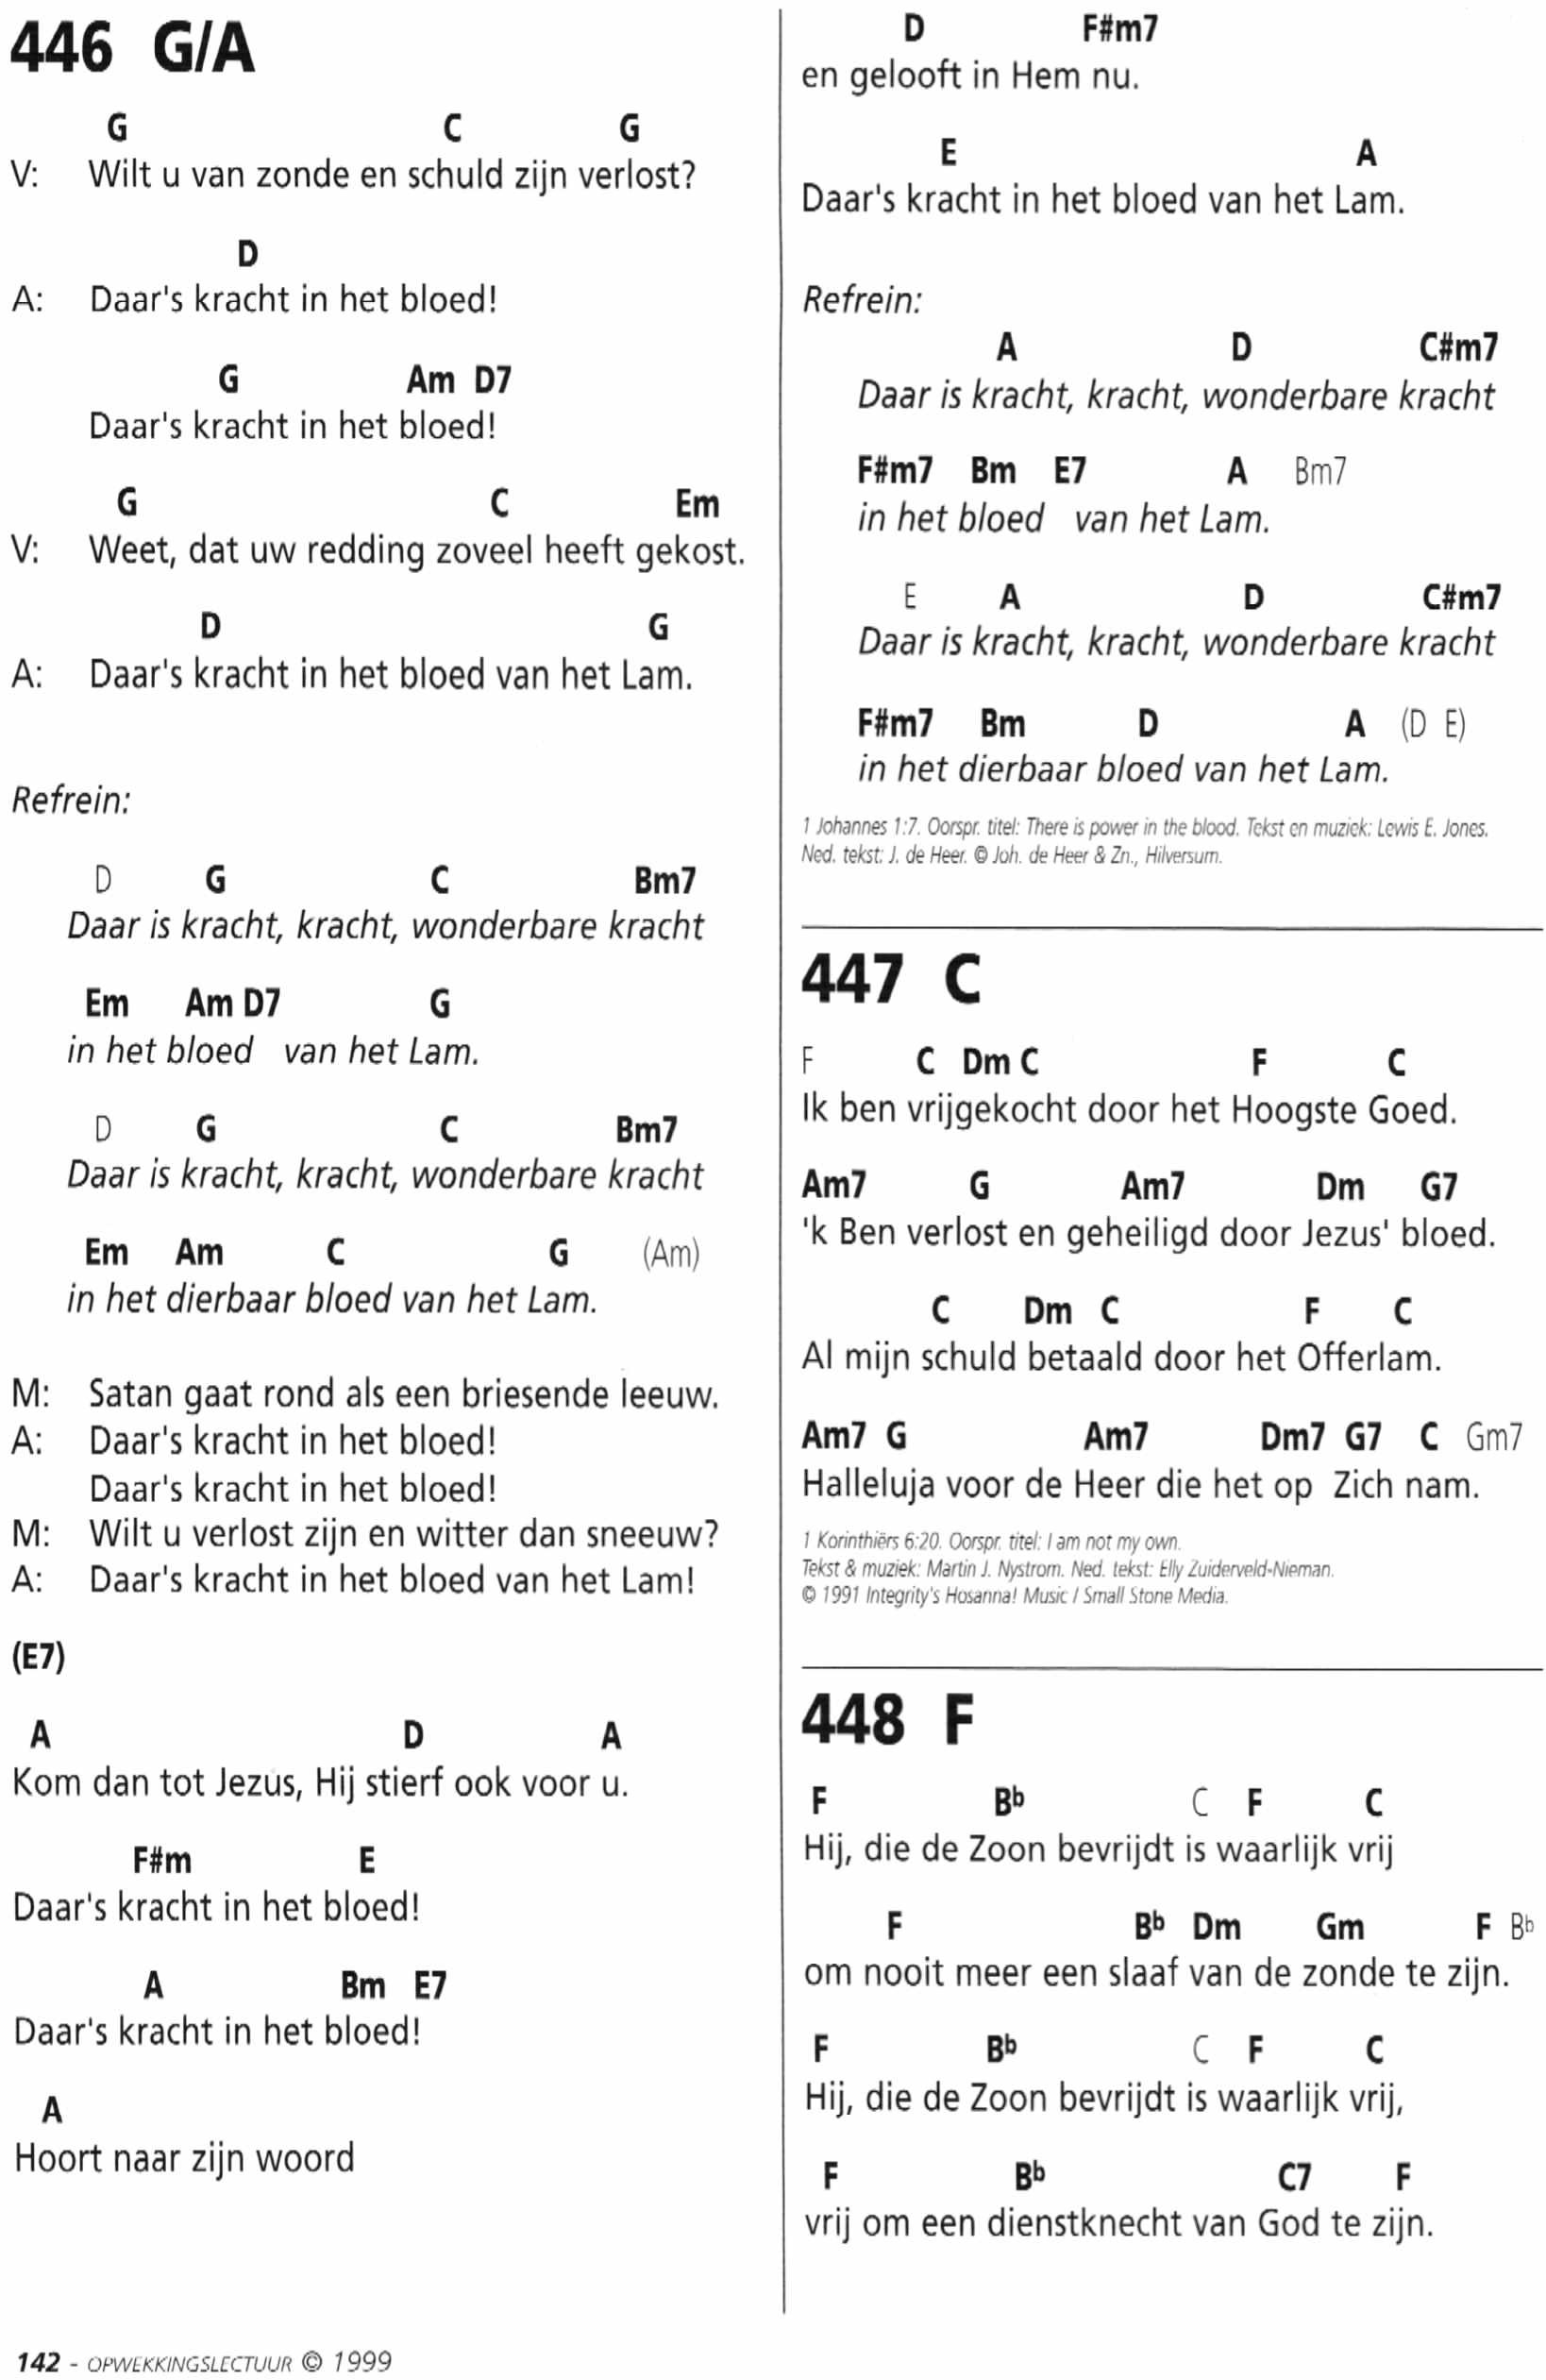 446 G/A
G C G
V: Wilt u van zonde en schuld zijn verlost?
D
A: Daar's kracht in het bloed!
G Am D7
Daar's kracht in het bloed!
G C Em
V: Weet, dat uw redding zoveel heeft gekost.
D G
A: Daar's kracht in het bloed van het Lam.
Refrein:
D G C Bm7
Daar is kracht, kracht, wonderbare kracht
Em Am D7 G
in het bloed van het Lam.
D G C Bm7
Daar is kracht, kracht, wonderbare kracht
Em Am C G (Am)
in het dierbaar bloed van het Lam.
M: Satan gaat rond als een briesende leeuw.
A: Daar's kracht in het bloed!
Daar's kracht in het bloed!
M: Wilt u verlost zijn en witter dan sneeuw?
A: Daar's kracht in het bloed van het Lam!
(E7)
A D A
Kom dan tot Jezus, Hij stierf ook voor u.
F#m E
Daar's kracht in het bloed!
A Bm E7
Daar's kracht in het bloed!
A
Hoort naar zijn woord
D F#m7
en gelooft in Hem nu.
E A
Daar's kracht in het bloed van het Lam.
Refrein:
A D C#m7
Daar is kracht, kracht, wonderbare kracht
F#m7 Bm E7 A Bm7
in het bloed van het Lam.
E A D C#m7
Daar is kracht, kracht, wonderbare kracht
F#m7 Bm D A (D E)
in het dierbaar bloed van het Lam.
1 Johannes 1:7. Oorspr. titel: There is power in the blood. Tekst en muziek: Lewis E. Jones.
Ned. tekst: J. de Heer. © Joh. de Heer & Zn., Hilversum.
447 C
F C Dm C F C
Ik ben vrijgekocht door het Hoogste Goed.
Am7 G Am7 Dm G7
'k Ben verlost en geheiligd door Jezus' bloed.
C Dm C F C
Al mijn schuld betaald door het Offerlam.
Am7 G Am7 Dm7 G7 C Gm7
Halleluja voor de Heer die het op Zich nam.
1 Korinthiërs 6:20. Oorspr. titel: I am not my own.
Tekst & muziek: Martin J. Nystrom. Ned. tekst: Elly Zuiderveld-Nieman.
© 1991 Integrity's Hosanna! Music / Small Stone Media.
448 F
F Bb C F C
Hij, die de Zoon bevrijdt is waarlijk vrij
F Bb Dm Gm F Bb
om nooit meer een slaaf van de zonde te zijn.
F Bb C F C
Hij, die de Zoon bevrijdt is waarlijk vrij,
F Bb C7 F
vrij om een dienstknecht van God te zijn.
142 - OPWEKKINGSLECTUUR © 1999